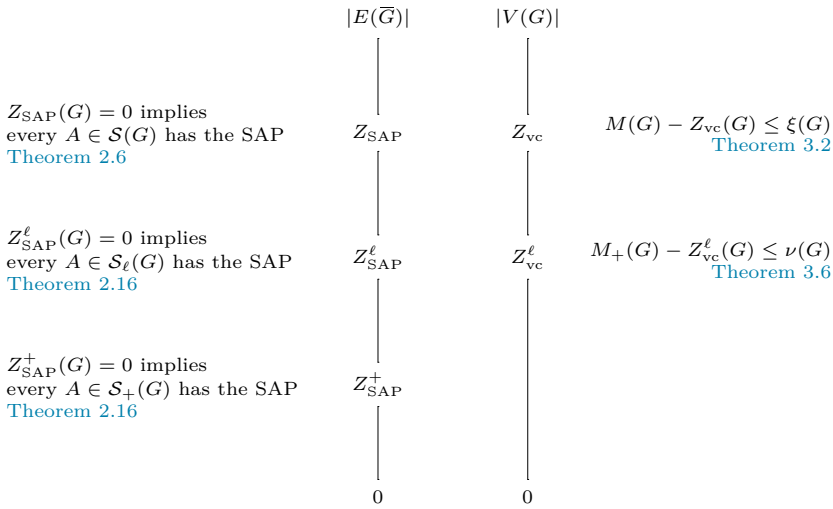 |E(G̅)| |V(G)|
Z_SAP(G) = 0 implies
every A ∈ 𝒮(G) has the SAP
Theorem 2.6
Z_SAP Z_vc
M(G) − Z_vc(G) ≤ ξ(G)
Theorem 3.2
Z^ℓ_SAP(G) = 0 implies
every A ∈ 𝒮_ℓ(G) has the SAP
Theorem 2.16
Z^ℓ_SAP Z^ℓ_vc
M_+(G) − Z^ℓ_vc(G) ≤ ν(G)
Theorem 3.6
Z^+_SAP(G) = 0 implies
every A ∈ 𝒮_+(G) has the SAP
Theorem 2.16
Z^+_SAP
0 0